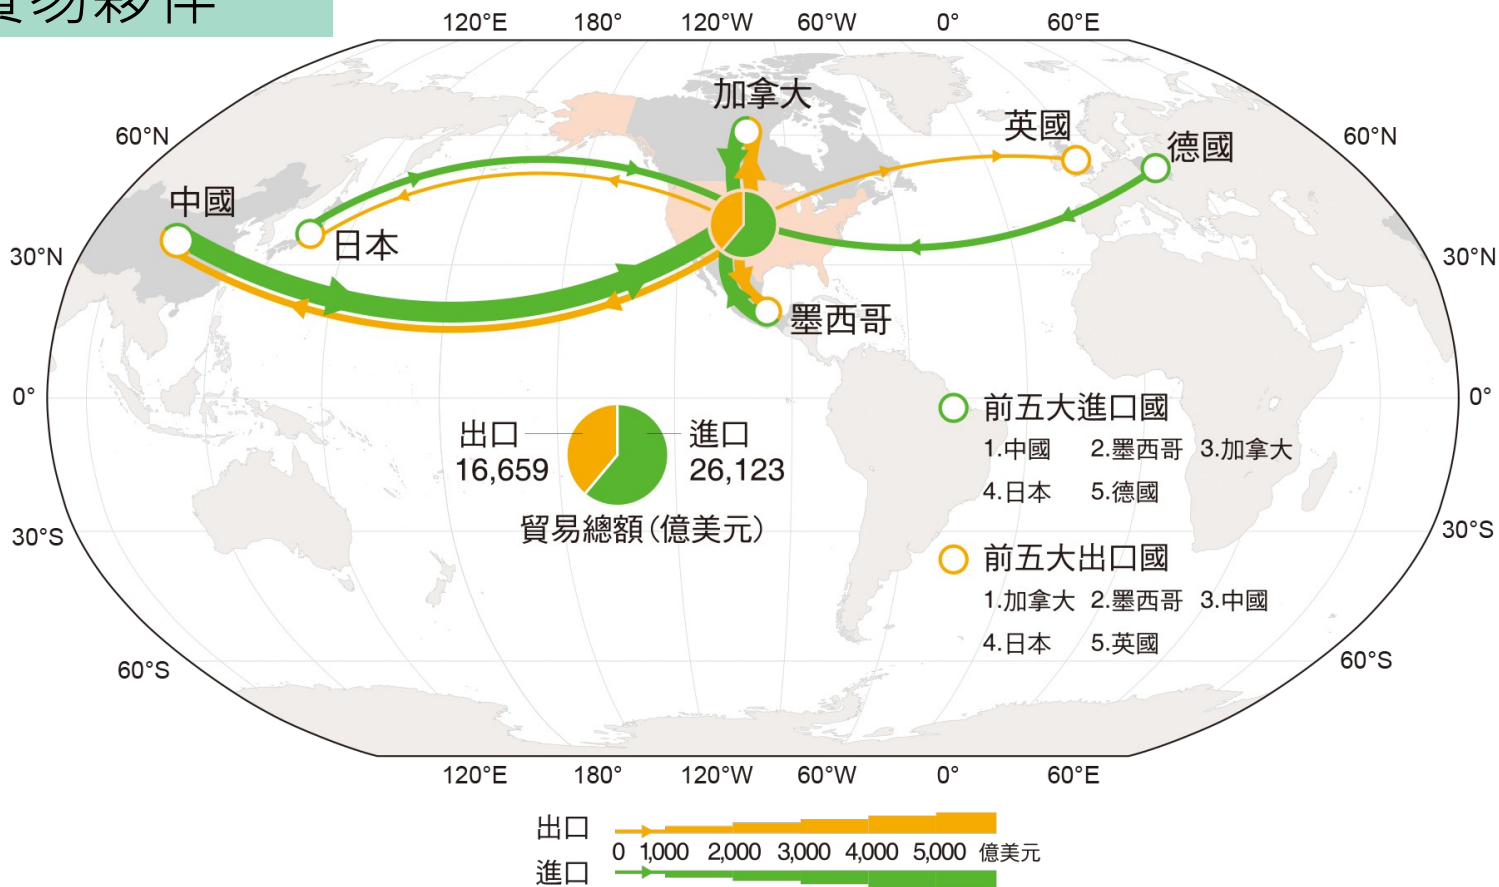 貿易夥伴
120°E 180° 120°W 60°W 0° 60°E
加拿大
英國
60°N
60°N
德國
中國
日本
30°N
30°N
墨西哥
0°
0°
前五大進口國
1.中國 2.墨西哥 3.加拿大
4.日本 5.德國
出口
16,659
進口
26,123
貿易總額(億美元)
30°S
30°S
前五大出口國
1.加拿大 2.墨西哥 3.中國
4.日本 5.英國
60°S
60°S
120°E 180° 120°W 60°W 0° 60°E
出口
0 1,000 2,000 3,000 4,000 5,000 億美元
進口